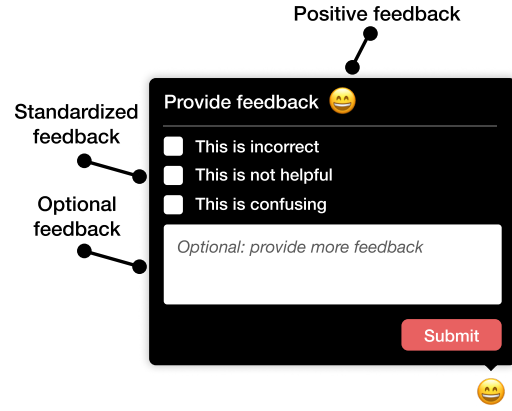 Positive feedback
Provide feedback 😄
Standardized
feedback
This is incorrect
This is not helpful
This is confusing
Optional
feedback
Optional: provide more feedback
Submit